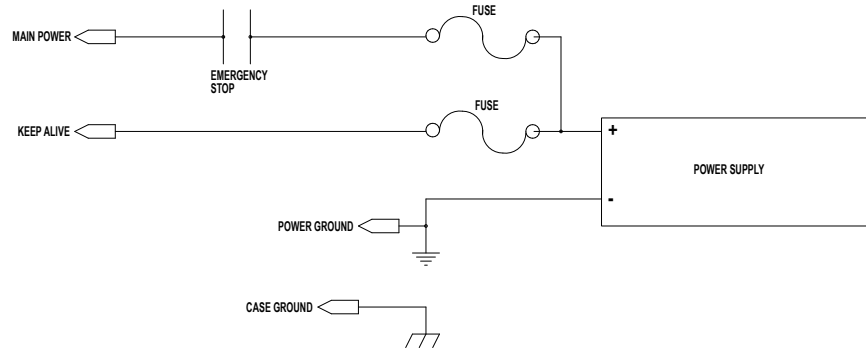 FUSE
MAIN POWER
EMERGENCY
STOP
FUSE
KEEP ALIVE
+
POWER SUPPLY
-
POWER GROUND
CASE GROUND